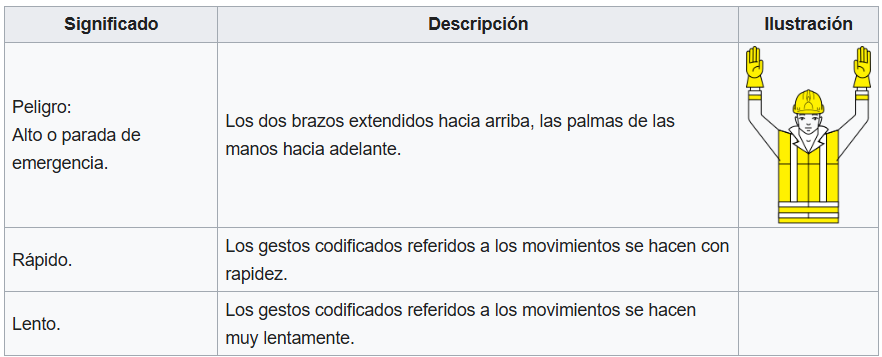 Significado Descripción Ilustración
Peligro:
Alto o parada de
emergencia.
Los dos brazos extendidos hacia arriba, las palmas de las
manos hacia adelante.
Rápido.
Los gestos codificados referidos a los movimientos se hacen con
rapidez.
Lento.
Los gestos codificados referidos a los movimientos se hacen
muy lentamente.